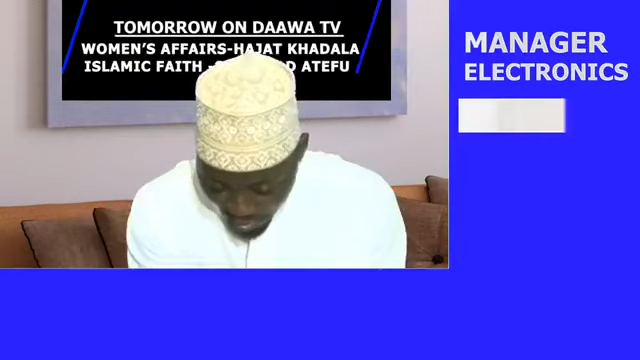 TOMORROW ON DAAWA TV
WOMEN'S AFFAIRS-HAJAT KHADALA
ISLAMIC FAITH - ATEFU
MANAGER
ELECTRONICS